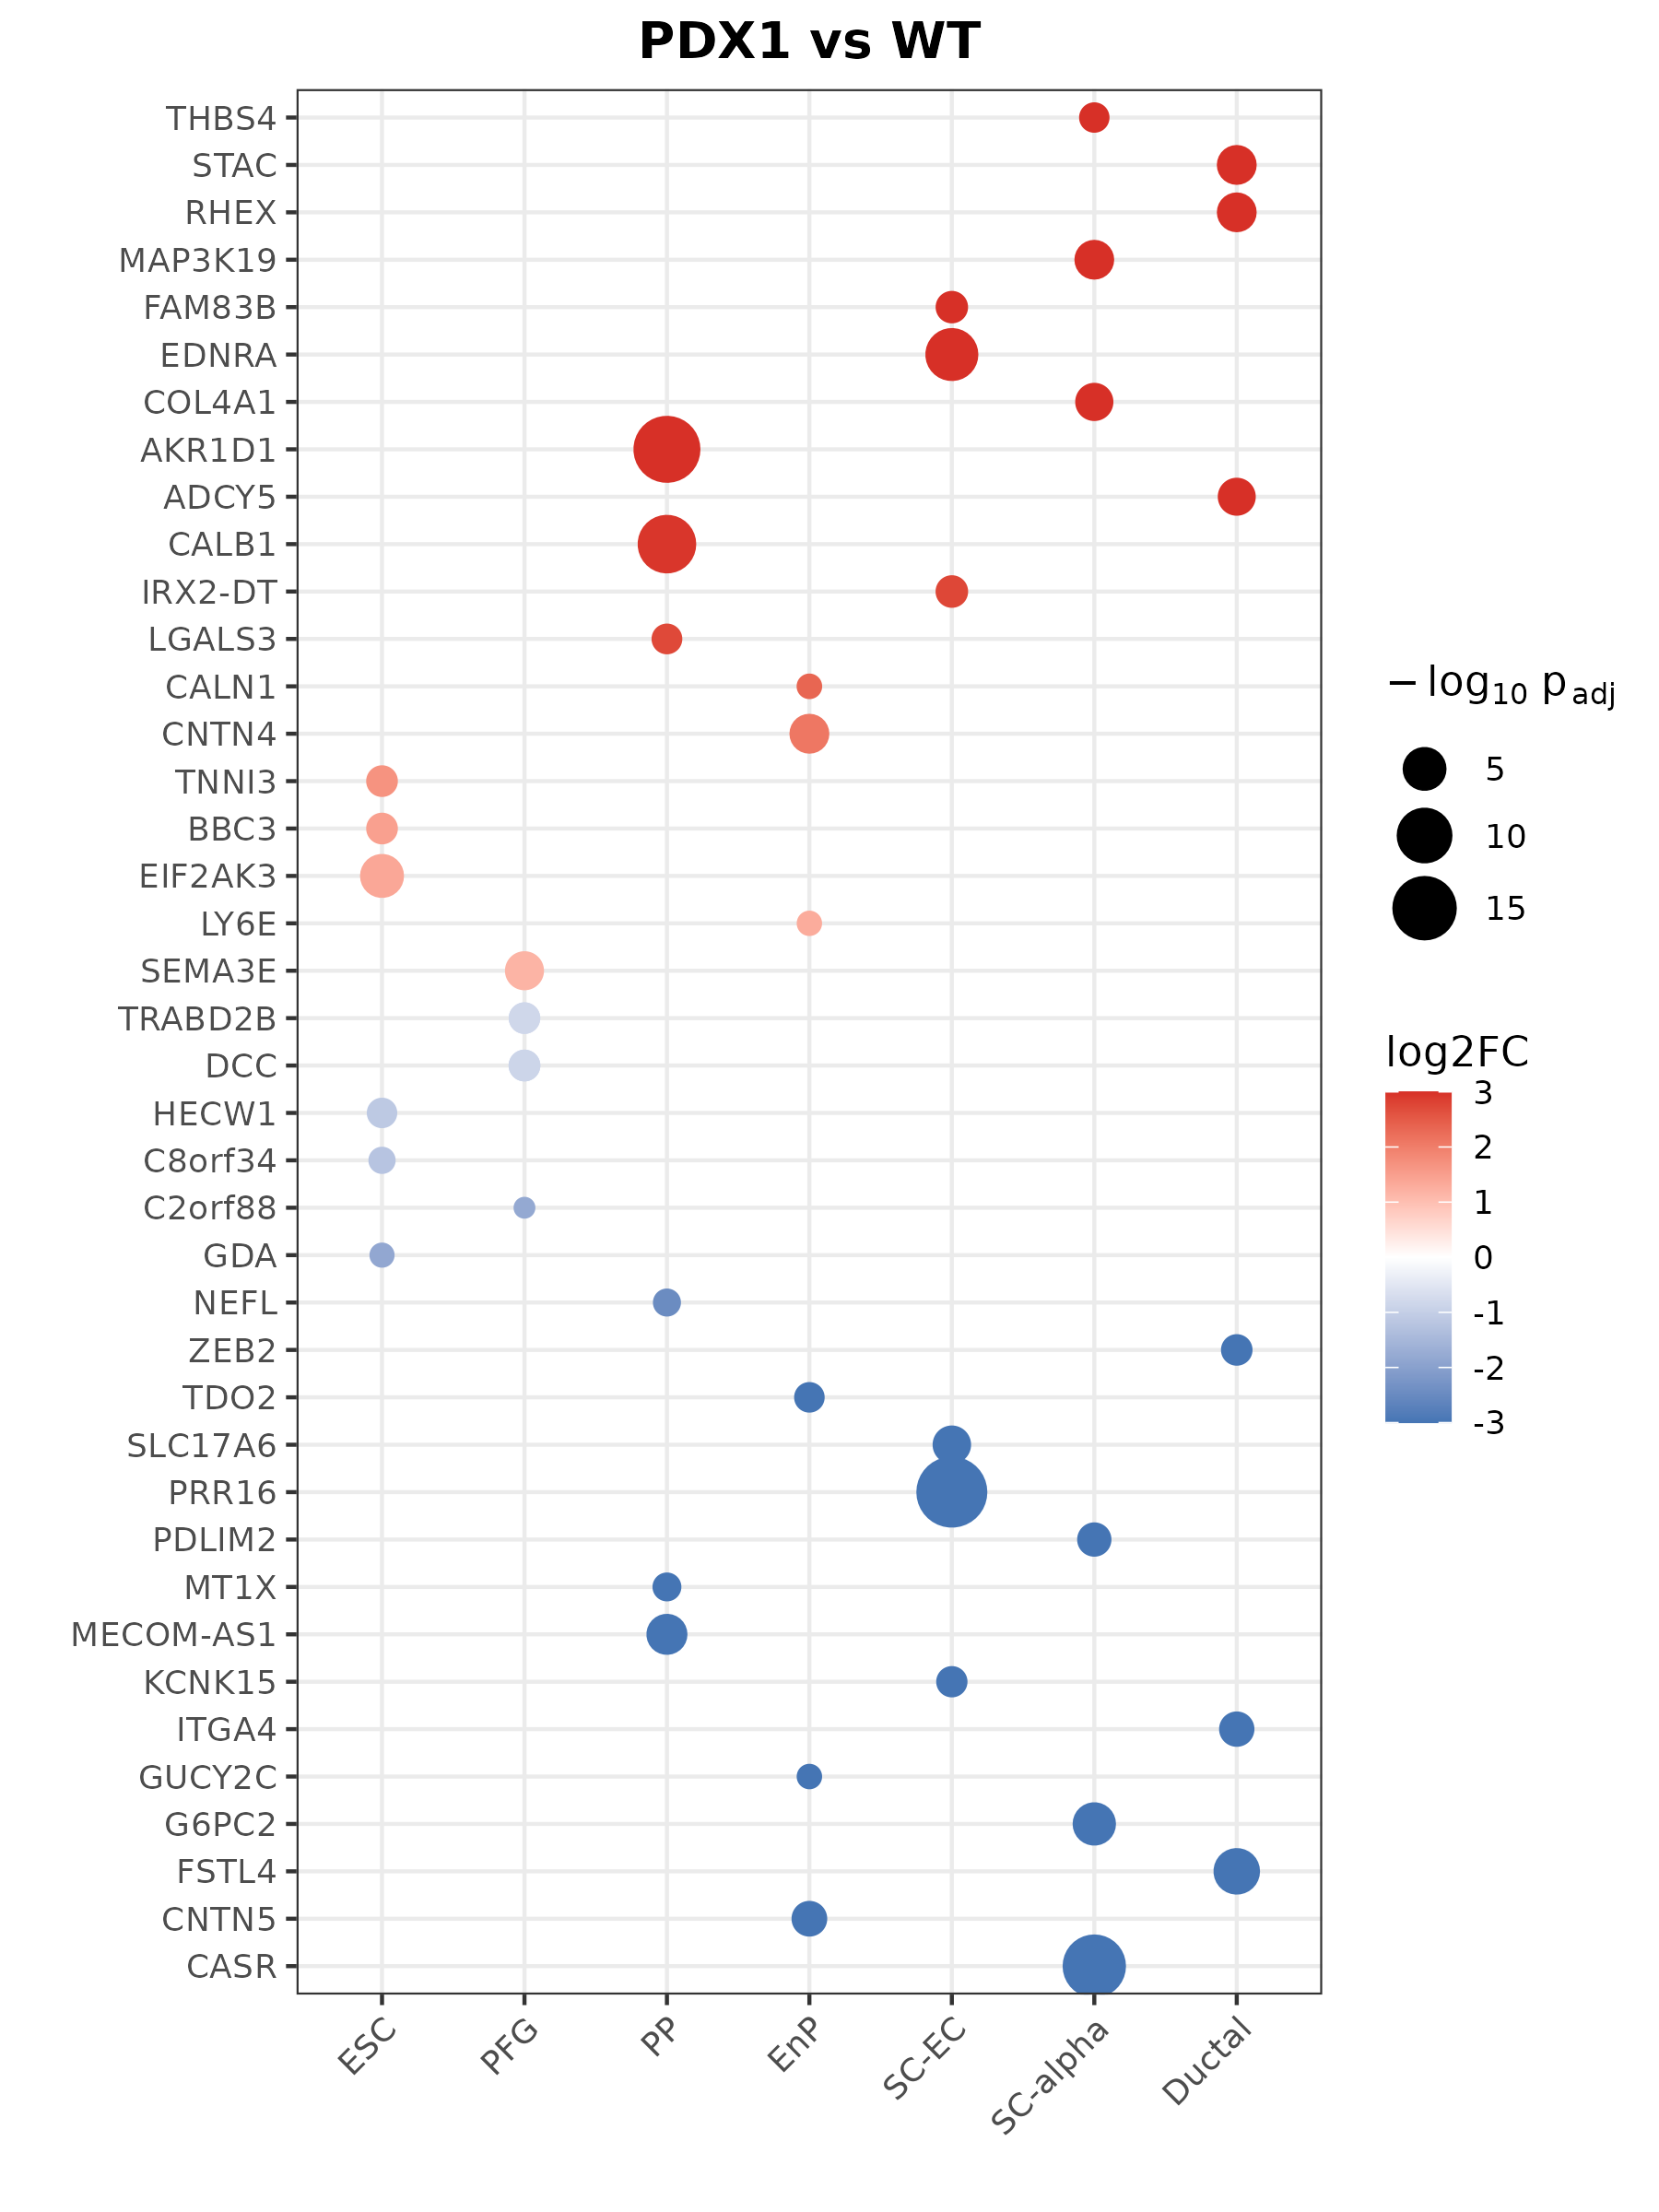 PDX1 vs WT
THBS4
STAC
RHEX
MAP3K19
FAM83B
EDNRA
COL4A1
AKR1D1
ADCY5
CALB1
IRX2-DT
LGALS3
CALN1
CNTN4
TNNI3
BBC3
EIF2AK3
LY6E
SEMA3E
TRABD2B
DCC
HECW1
C8orf34
C2orf88
GDA
NEFL
ZEB2
TDO2
SLC17A6
PRR16
PDLIM2
MT1X
MECOM-AS1
KCNK15
ITGA4
GUCY2C
G6PC2
FSTL4
CNTN5
CASR
ESC PFG PP EnP SC-EC SC-alpha Ductal
−log10 p adj
5
10
15
log2FC
3
2
1
0
-1
-2
-3